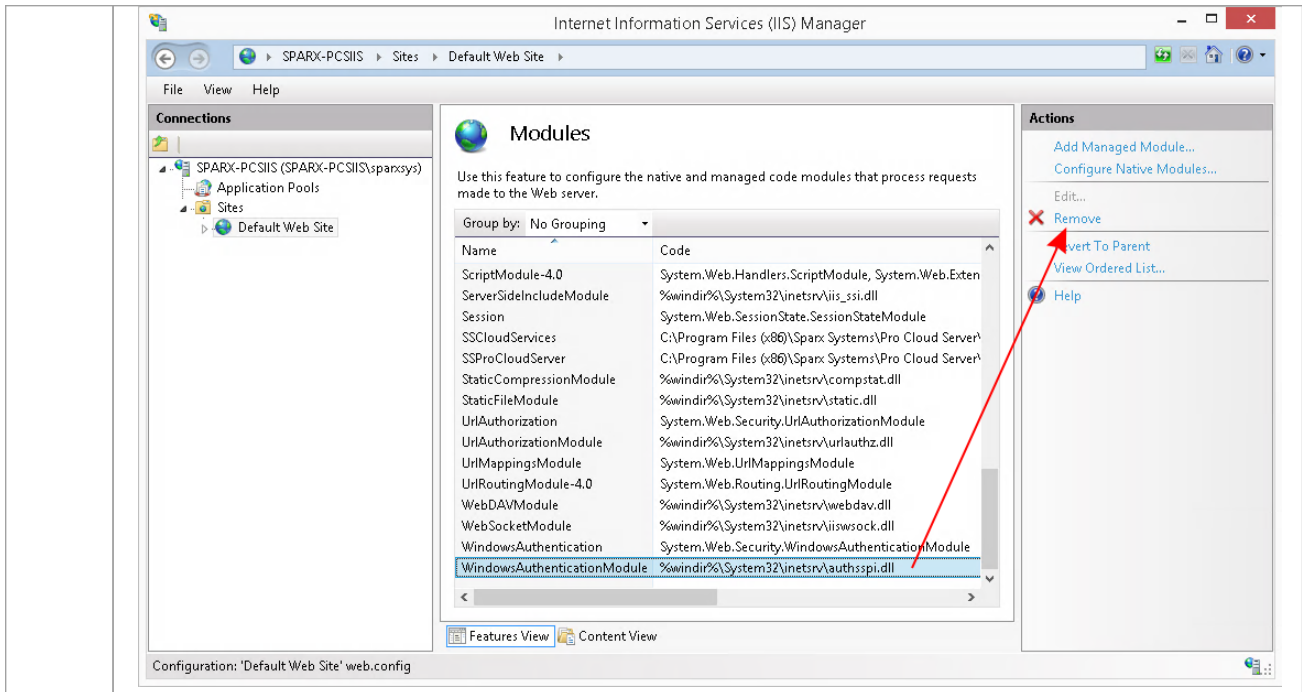 Internet Information Services (IIS) Manager
SPARX-PCSIIS Sites Default Web Site
File View Help
Connections
SPARX-PCSIIS (SPARX-PCSIIS\sparxsys)
Application Pools
Sites
Default Web Site
Modules
Use this feature to configure the native and managed code modules that process requests
made to the Web server.
Group by: No Grouping
Name Code
ScriptModule-4.0 System.Web.Handlers.ScriptModule, System.Web.Exten
ServerSideIncludeModule %windir%\System32\inetsrv\iis_ssi.dll
Session System.Web.SessionState.SessionStateModule
SSCloudServices C:\Program Files (x86)\Sparx Systems\Pro Cloud Server\
SSProCloudServer C:\Program Files (x86)\Sparx Systems\Pro Cloud Server\
StaticCompressionModule %windir%\System32\inetsrv\compstat.dll
StaticFileModule %windir%\System32\inetsrv\static.dll
UrlAuthorization System.Web.Security.UrlAuthorizationModule
UrlAuthorizationModule %windir%\System32\inetsrv\urlauthz.dll
UrlMappingsModule System.Web.UrlMappingsModule
UrlRoutingModule-4.0 System.Web.Routing.UrlRoutingModule
WebDAVModule %windir%\System32\inetsrv\webdav.dll
WebSocketModule %windir%\System32\inetsrv\iiswsock.dll
WindowsAuthentication System.Web.Security.WindowsAuthenticationModule
WindowsAuthenticationModule %windir%\System32\inetsrv\authsspi.dll
Features View Content View
Actions
Add Managed Module...
Configure Native Modules...
Edit...
Remove
Revert To Parent
View Ordered List...
Help
Configuration: 'Default Web Site' web.config